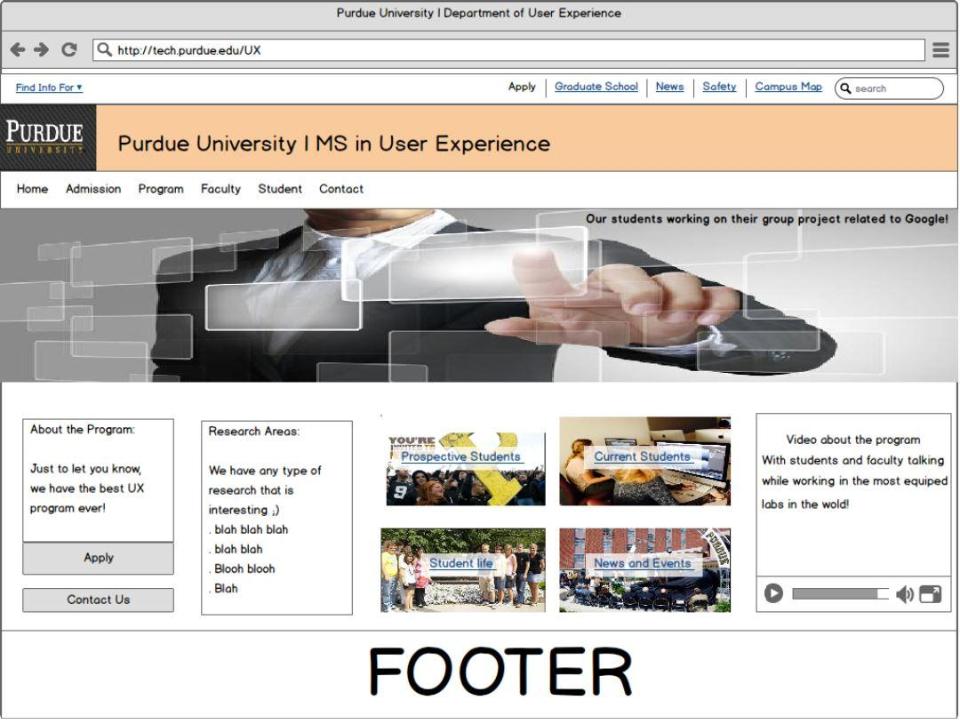 Purdue University | Department of User Experience
http://tech.purdue.edu/UX
Find Info For ▾
Apply
Graduate School
News
Safety
Campus Map
search
PURDUE
UNIVERSITY
Purdue University | MS in User Experience
Home
Admission
Program
Faculty
Student
Contact
Our students working on their group project related to Google!
About the Program:
Just to let you know,
we have the best UX
program ever!
Apply
Contact Us
Research Areas:
We have any type of
research that is
interesting ;)
. blah blah blah
. blah blah
. Blooh blooh
. Blah
YOU'RE
INVITED TO
Prospective Students
9
Current Students
Student life
PURDUE
News and Events
Video about the program
With students and faculty talking
while working in the most equiped
labs in the wold!
FOOTER